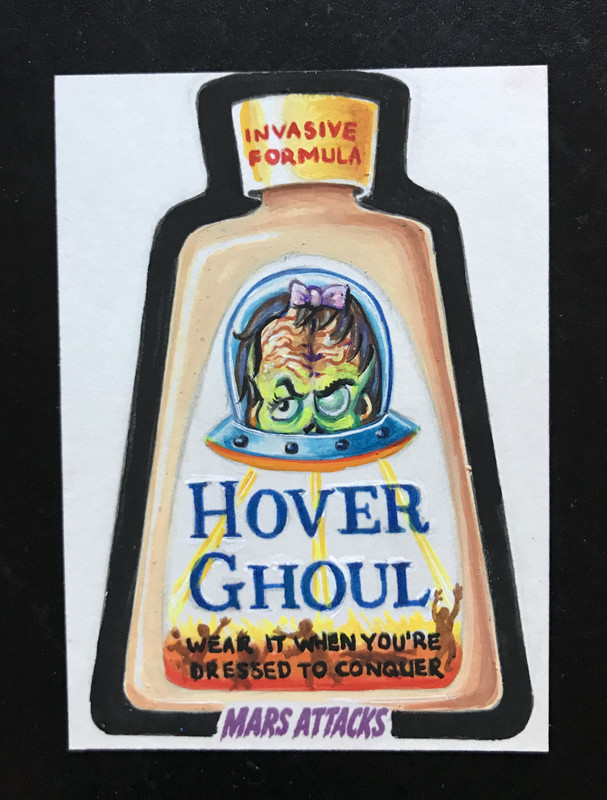 INVASIVE
FORMULA
HOVER
GHOUL
WEAR IT WHEN YOU'RE
DRESSED TO CONQUER
MARS ATTACKS